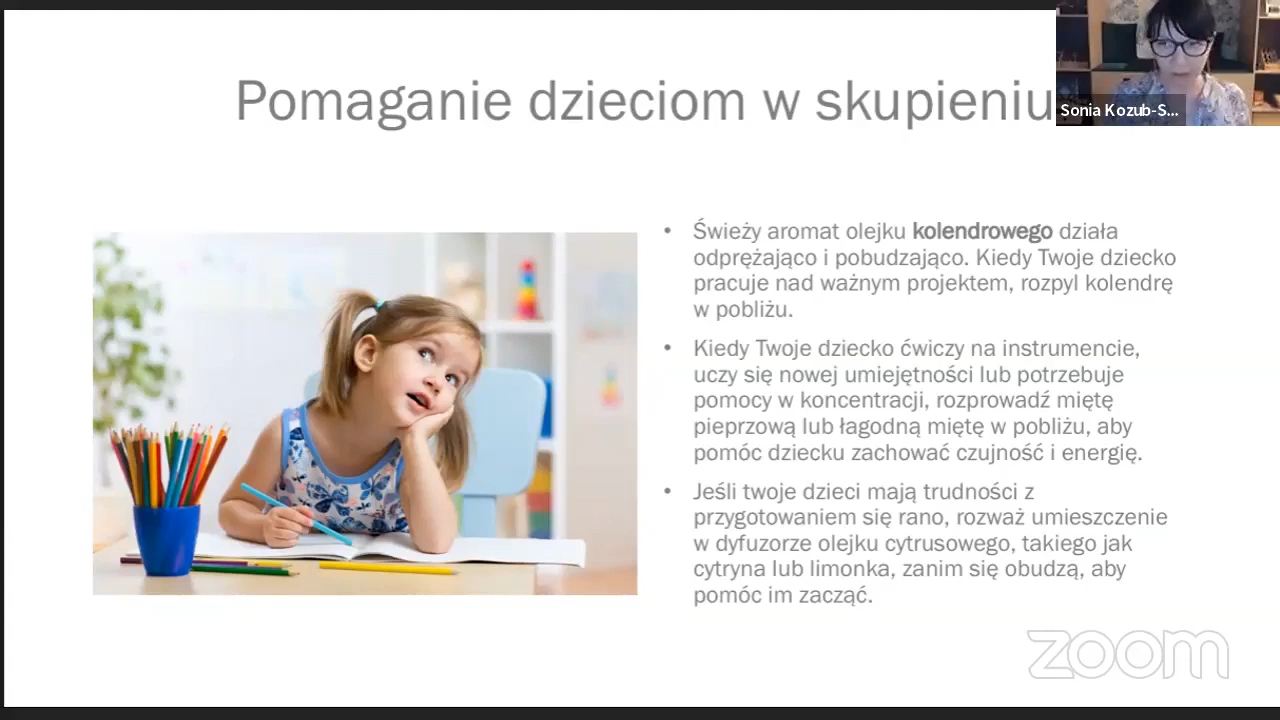 Pomaganie dzieciom w skupieniu
Sonia Kozub-S...
• Świeży aromat olejku kolendrowego działa
odprężająco i pobudzająco. Kiedy Twoje dziecko
pracuje nad ważnym projektem, rozpyl kolendrę
w pobliżu.
• Kiedy Twoje dziecko ćwiczy na instrumencie,
uczy się nowej umiejętności lub potrzebuje
pomocy w koncentracji, rozprowadź miętę
pieprzową lub łagodną miętę w pobliżu, aby
pomóc dziecku zachować czujność i energię.
• Jeśli twoje dzieci mają trudności z
przygotowaniem się rano, rozważ umieszczenie
w dyfuzorze olejku cytrusowego, takiego jak
cytryna lub limonka, zanim się obudzą, aby
pomóc im zacząć.
zoom